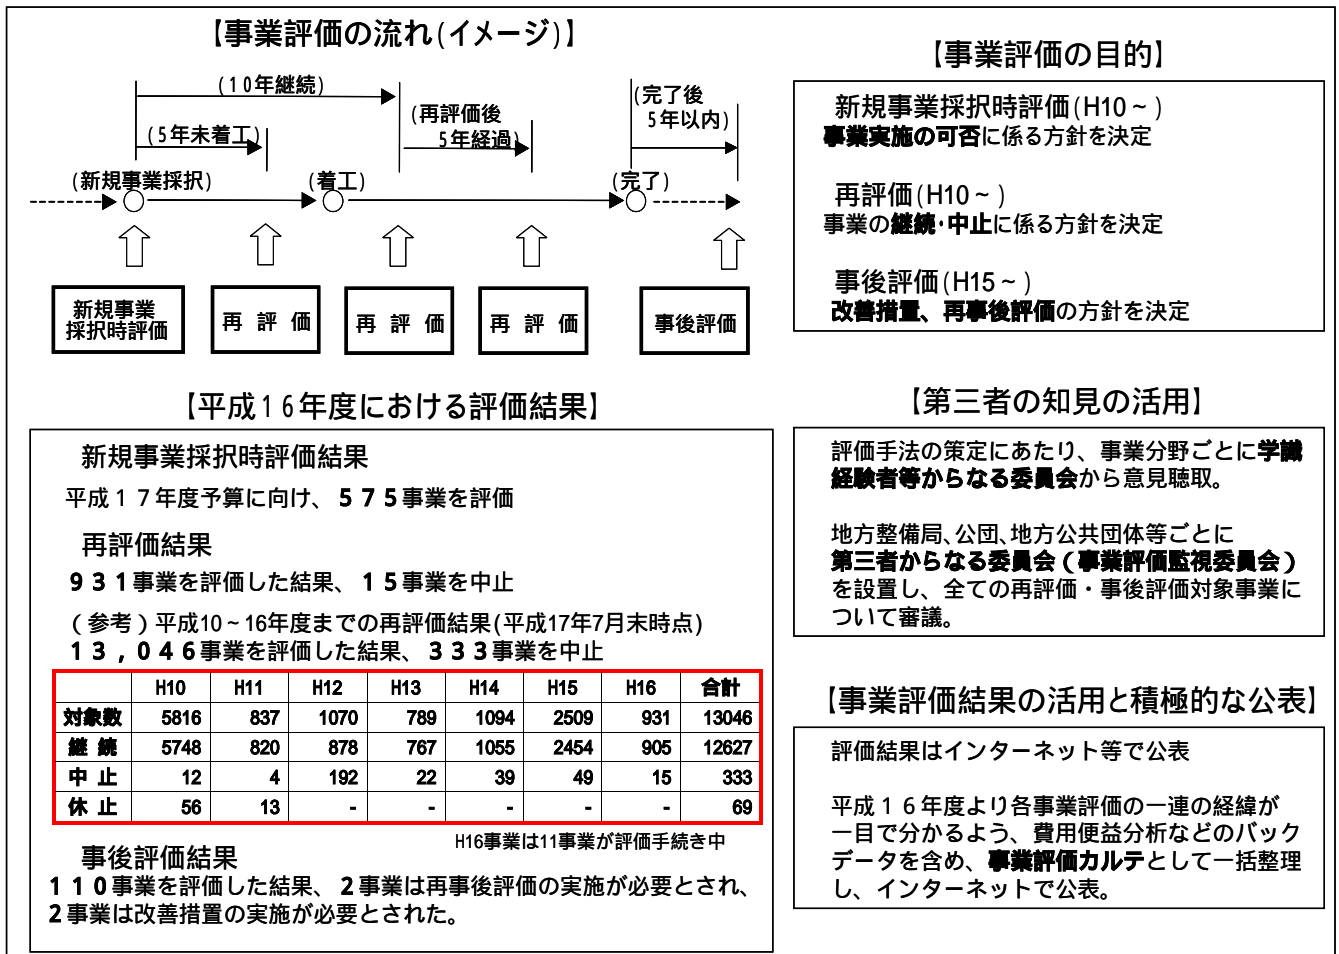 【事業評価の流れ(イメージ)】
(10年継続)
(5年未着工)
(再評価後
5年経過)
(完了後
5年以内)
(新規事業採択)
(着工)
(完了)
新規事業
採択時評価
再 評 価
再 評 価
再 評 価
事後評価
【事業評価の目的】
新規事業採択時評価(H10~)
事業実施の可否に係る方針を決定
再評価(H10~)
事業の継続・中止に係る方針を決定
事後評価(H15~)
改善措置、再事後評価の方針を決定
【平成16年度における評価結果】
新規事業採択時評価結果
平成17年度予算に向け、575事業を評価
再評価結果
931事業を評価した結果、15事業を中止
(参考)平成10~16年度までの再評価結果(平成17年7月末時点)
13,046事業を評価した結果、333事業を中止
H10 H11 H12 H13 H14 H15 H16 合計
対象数 5816 837 1070 789 1094 2509 931 13046
継 続 5748 820 878 767 1055 2454 905 12627
中 止 12 4 192 22 39 49 15 333
休 止 56 13 - - - - - 69
H16事業は11事業が評価手続き中
事後評価結果
110事業を評価した結果、2事業は再事後評価の実施が必要とされ、
2事業は改善措置の実施が必要とされた。
【第三者の知見の活用】
評価手法の策定にあたり、事業分野ごとに学識
経験者等からなる委員会から意見聴取。
地方整備局、公団、地方公共団体等ごとに
第三者からなる委員会(事業評価監視委員会)
を設置し、全ての再評価・事後評価対象事業に
ついて審議。
【事業評価結果の活用と積極的な公表】
評価結果はインターネット等で公表
平成16年度より各事業評価の一連の経緯が
一目で分かるよう、費用便益分析などのバック
データを含め、事業評価カルテとして一括整理
し、インターネットで公表。